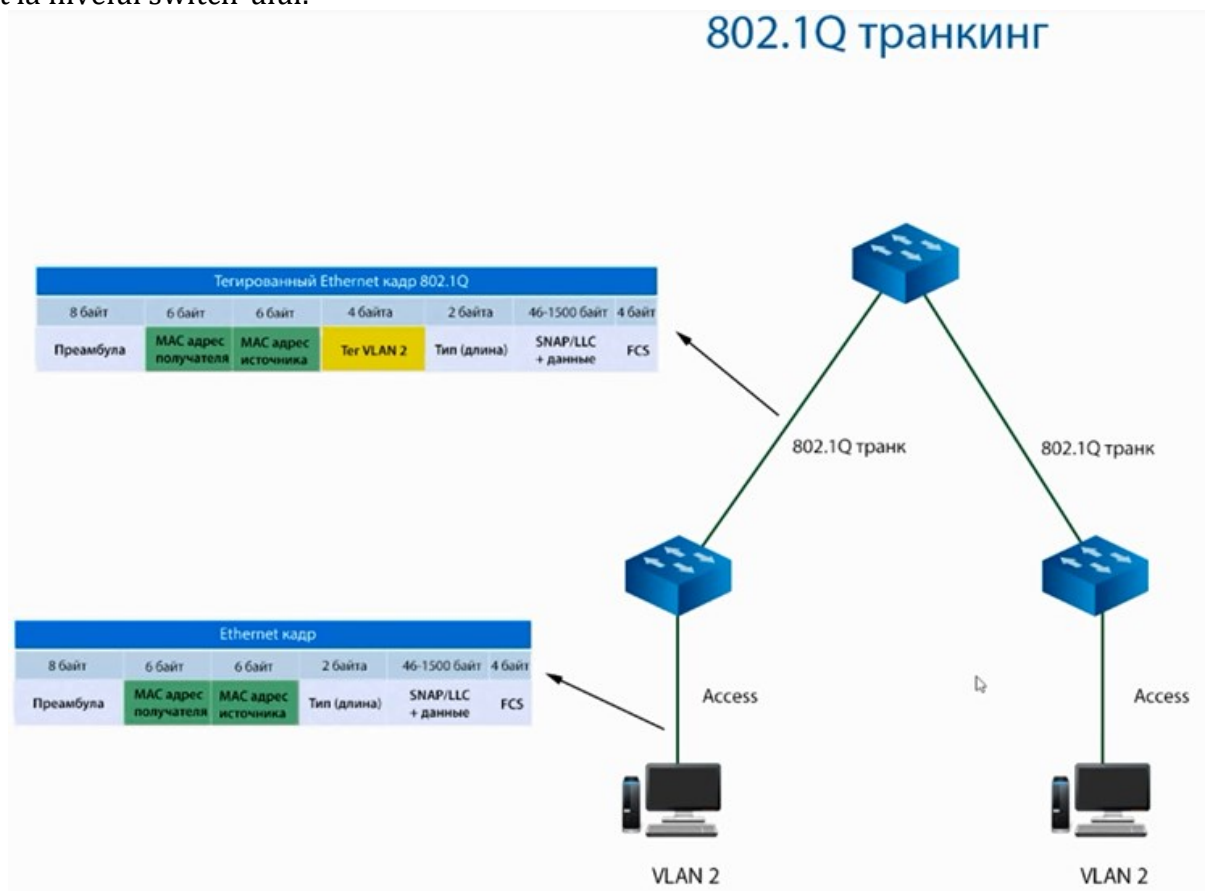 t la nivelul switch-ului.
802.1Q транкинг
Тегированный Ethernet кадр 802.1Q
8 байт 6 байт 6 байт 4 байта 2 байта 46-1500 байт 4 байт
Преамбула MAC адрес получателя MAC адрес источника Тег VLAN 2 Тип (длина) SNAP/LLC + данные FCS
802.1Q транк
802.1Q транк
Ethernet кадр
8 байт 6 байт 6 байт 2 байта 46-1500 байт 4 байт
Преамбула MAC адрес получателя MAC адрес источника Тип (длина) SNAP/LLC + данные FCS
Access
Access
VLAN 2
VLAN 2